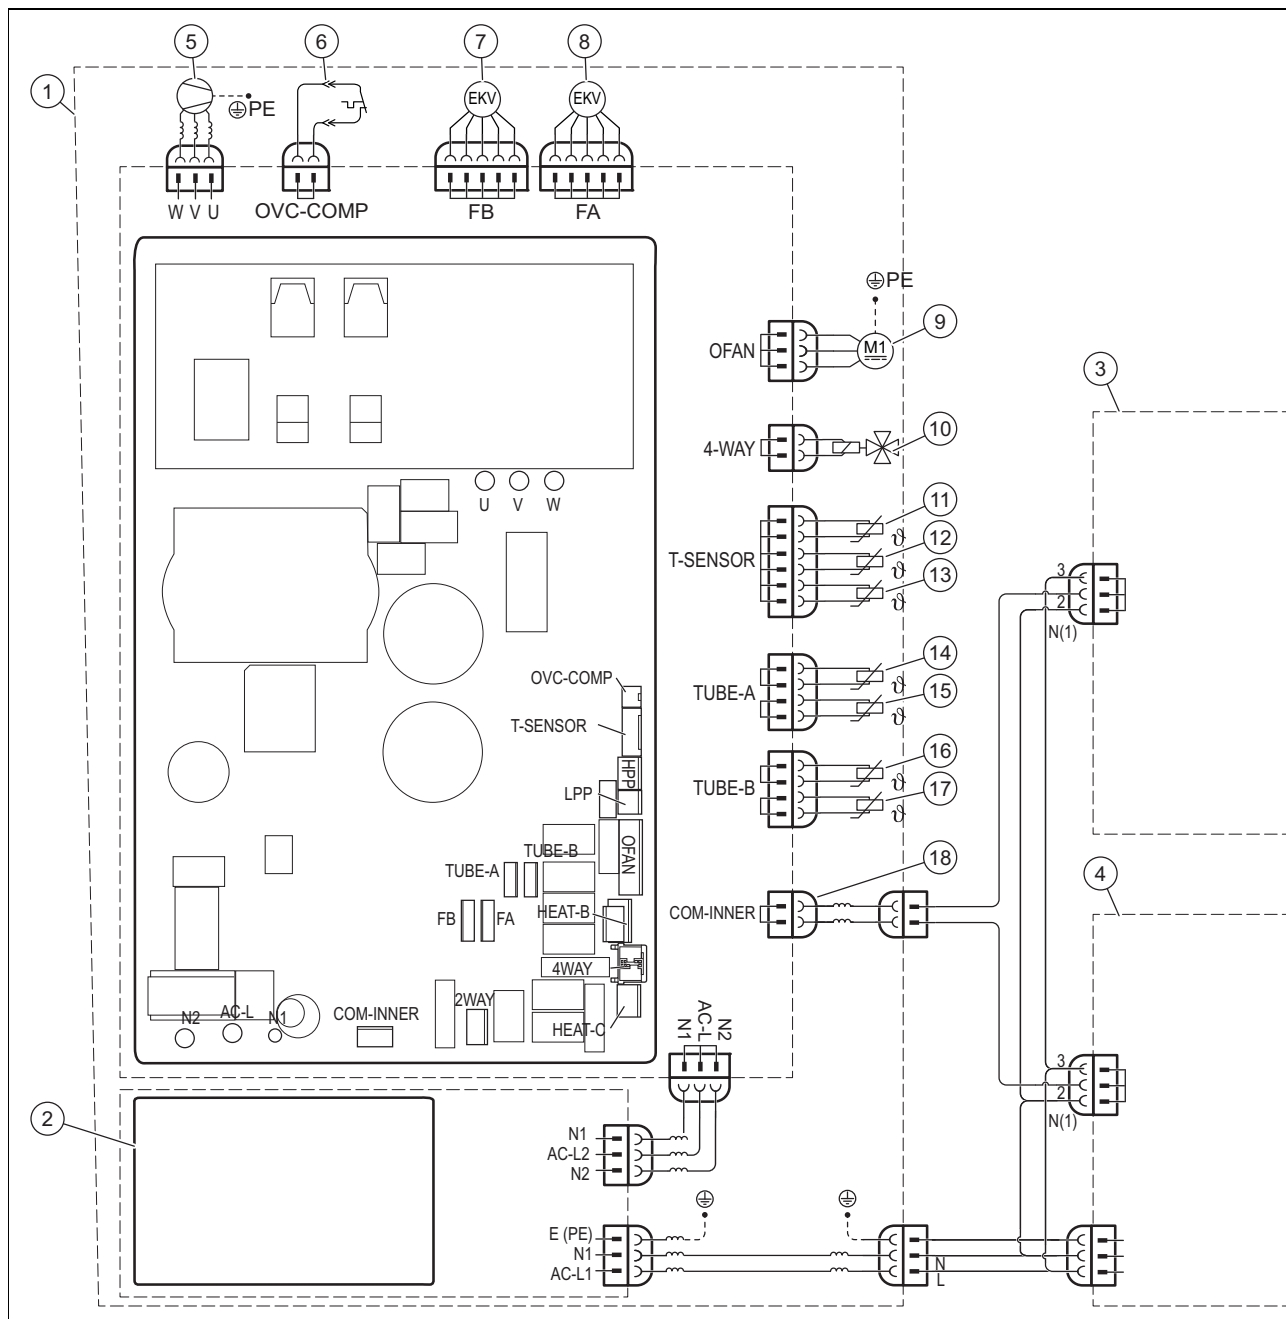 5
6
7
8
1
EKV
EKV
PE
W V U
OVC-COMP
FB
FA
PE
9
OFAN
M1
3
10
4-WAY
U
V
W
11
ϑ
12
T-SENSOR
ϑ
13
ϑ
3
2
N(1)
14
OVC-COMP
TUBE-A
ϑ
15
ϑ
T-SENSOR
16
HPP
TUBE-B
ϑ
LPP
17
ϑ
OFAN
TUBE-B
TUBE-A
18
4
COM-INNER
HEAT-B
FB
FA
4WAY
2WAY
N2
AC-L
N1
COM-INNER
HEAT-C
N1
AC-L
N2
3
2
N(1)
2
N1
AC-L2
N2
E (PE)
N1
AC-L1
N
L